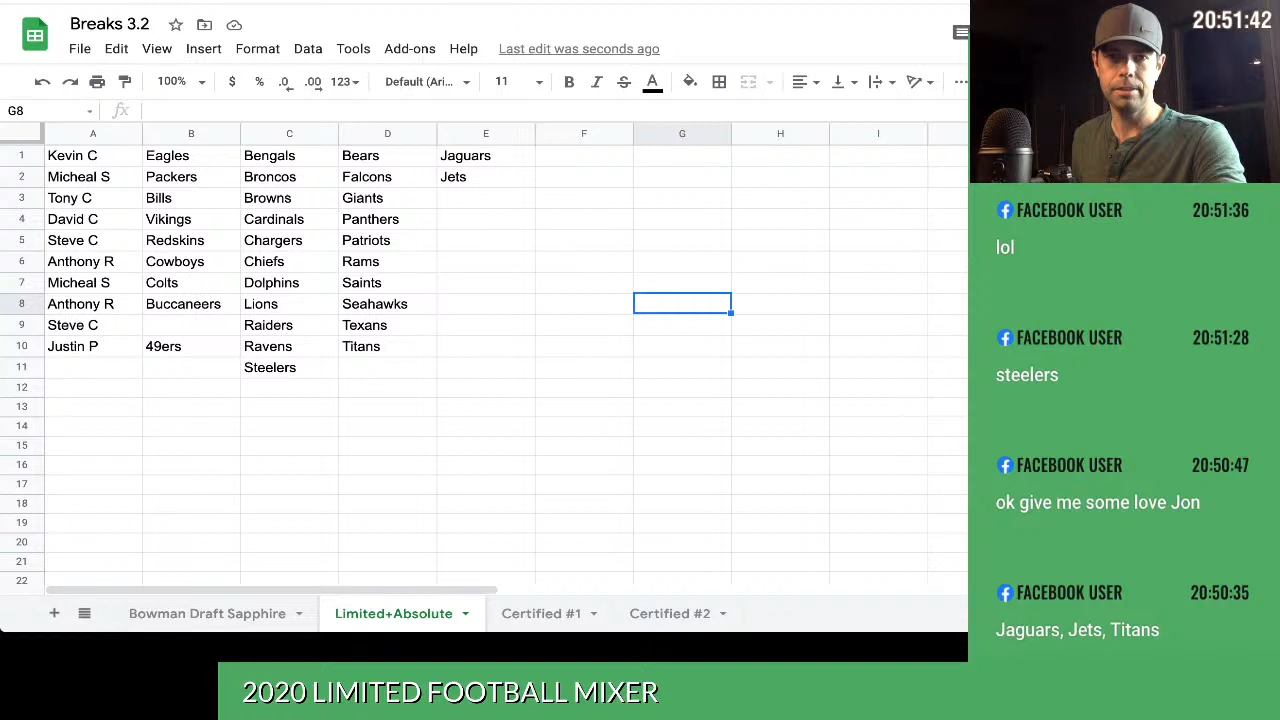 Breaks 3.2
File Edit View Insert Format Data Tools Add-ons Help Last edit was seconds ago
100% $ % .0 .00 123 Default (Ari... 11 B I S A
G8 fx
A B C D E F G H I
1 Kevin C Eagles Bengals Bears Jaguars
2 Micheal S Packers Broncos Falcons Jets
3 Tony C Bills Browns Giants
4 David C Vikings Cardinals Panthers
5 Steve C Redskins Chargers Patriots
6 Anthony R Cowboys Chiefs Rams
7 Micheal S Colts Dolphins Saints
8 Anthony R Buccaneers Lions Seahawks
9 Steve C Raiders Texans
10 Justin P 49ers Ravens Titans
11 Steelers
12
13
14
15
16
17
18
19
20
21
22
+ Bowman Draft Sapphire Limited+Absolute Certified #1 Certified #2
2020 LIMITED FOOTBALL MIXER
20:51:42
FACEBOOK USER 20:51:36
lol
FACEBOOK USER 20:51:28
steelers
FACEBOOK USER 20:50:47
ok give me some love Jon
FACEBOOK USER 20:50:35
Jaguars, Jets, Titans